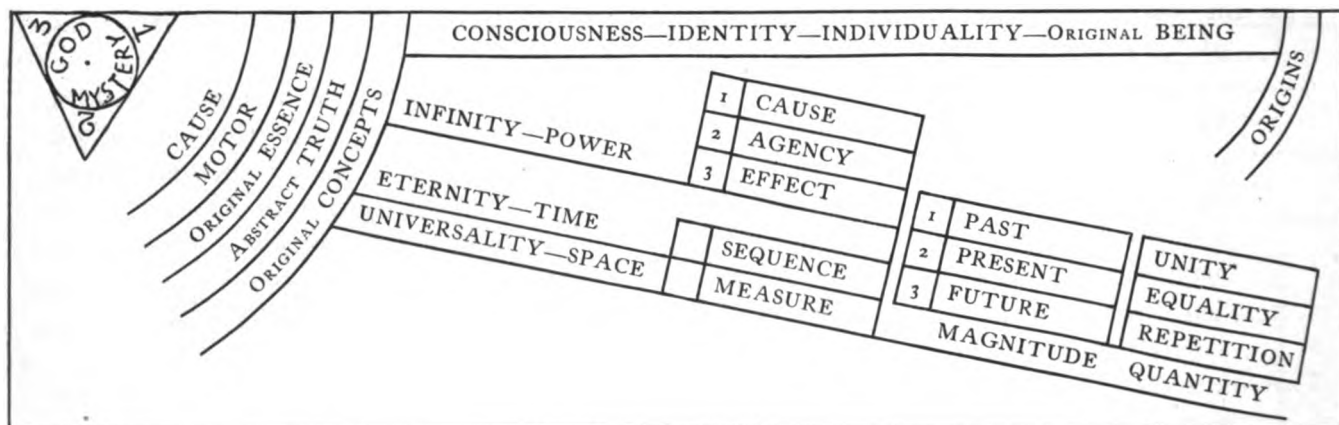 3 1
GOD
MYSTERY
2
CAUSE
MOTOR
ORIGINAL ESSENCE
ABSTRACT TRUTH
ORIGINAL CONCEPTS
CONSCIOUSNESS—IDENTITY—INDIVIDUALITY—ORIGINAL BEING
ORIGINS
INFINITY—POWER
1 CAUSE
2 AGENCY
3 EFFECT
ETERNITY—TIME
SEQUENCE
1 PAST
2 PRESENT
3 FUTURE
UNITY
EQUALITY
REPETITION
UNIVERSALITY—SPACE
MEASURE
MAGNITUDE QUANTITY